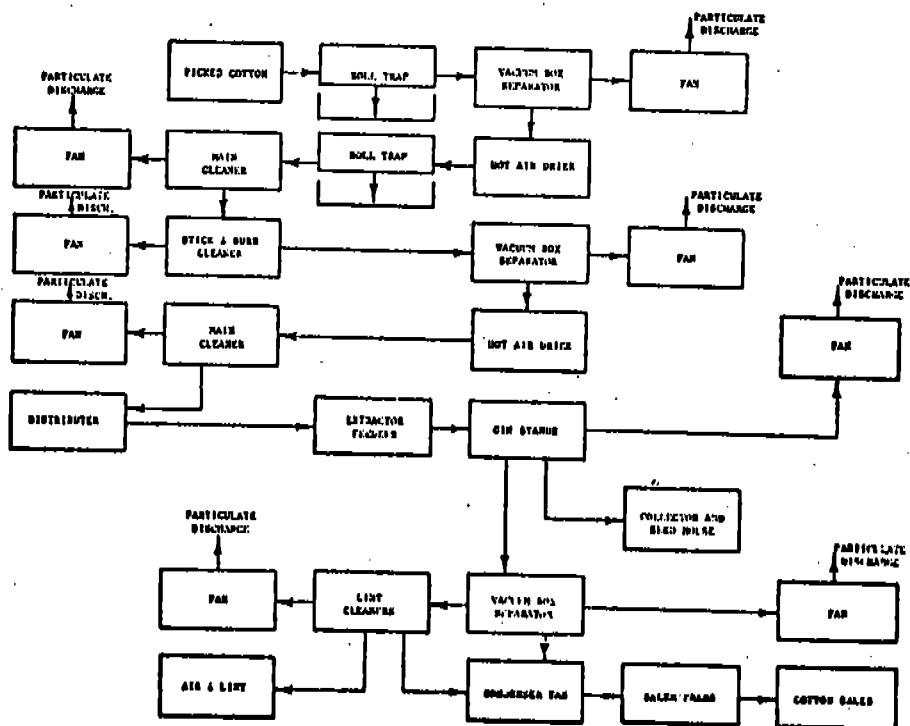 PARTICULATE
DISCHARGE
PARTICULATE
DISCHARGE
PICKED COTTON
BOLL TRAP
VACUUM BOX
SEPARATOR
FAN
FAN
MAIN
CLEANER
BOLL TRAP
HOT AIR DRIER
PARTICULATE
DISCHARGE
PARTICULATE
DISCH.
FAN
STICK & BURR
CLEANER
VACUUM BOX
SEPARATOR
FAN
PARTICULATE
DISCH.
PARTICULATE
DISCHARGE
FAN
MAIN
CLEANER
HOT AIR DRIER
FAN
DISTRIBUTER
EXTRACTOR
FEEDER
GIN STANDS
COLLECTOR AND
SEED HOUSE
PARTICULATE
DISCHARGE
PARTICULATE
DISCHARGE
FAN
LINT
CLEANERS
VACUUM BOX
SEPARATOR
FAN
AIR & LINT
CONDENSER FAN
COTTON BALES